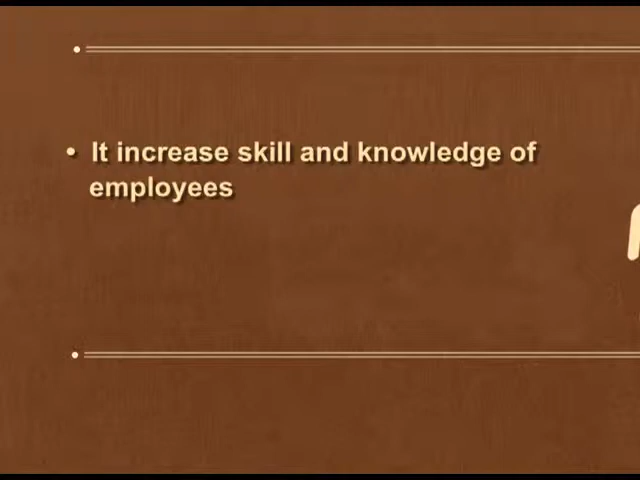 • It increase skill and knowledge of
employees